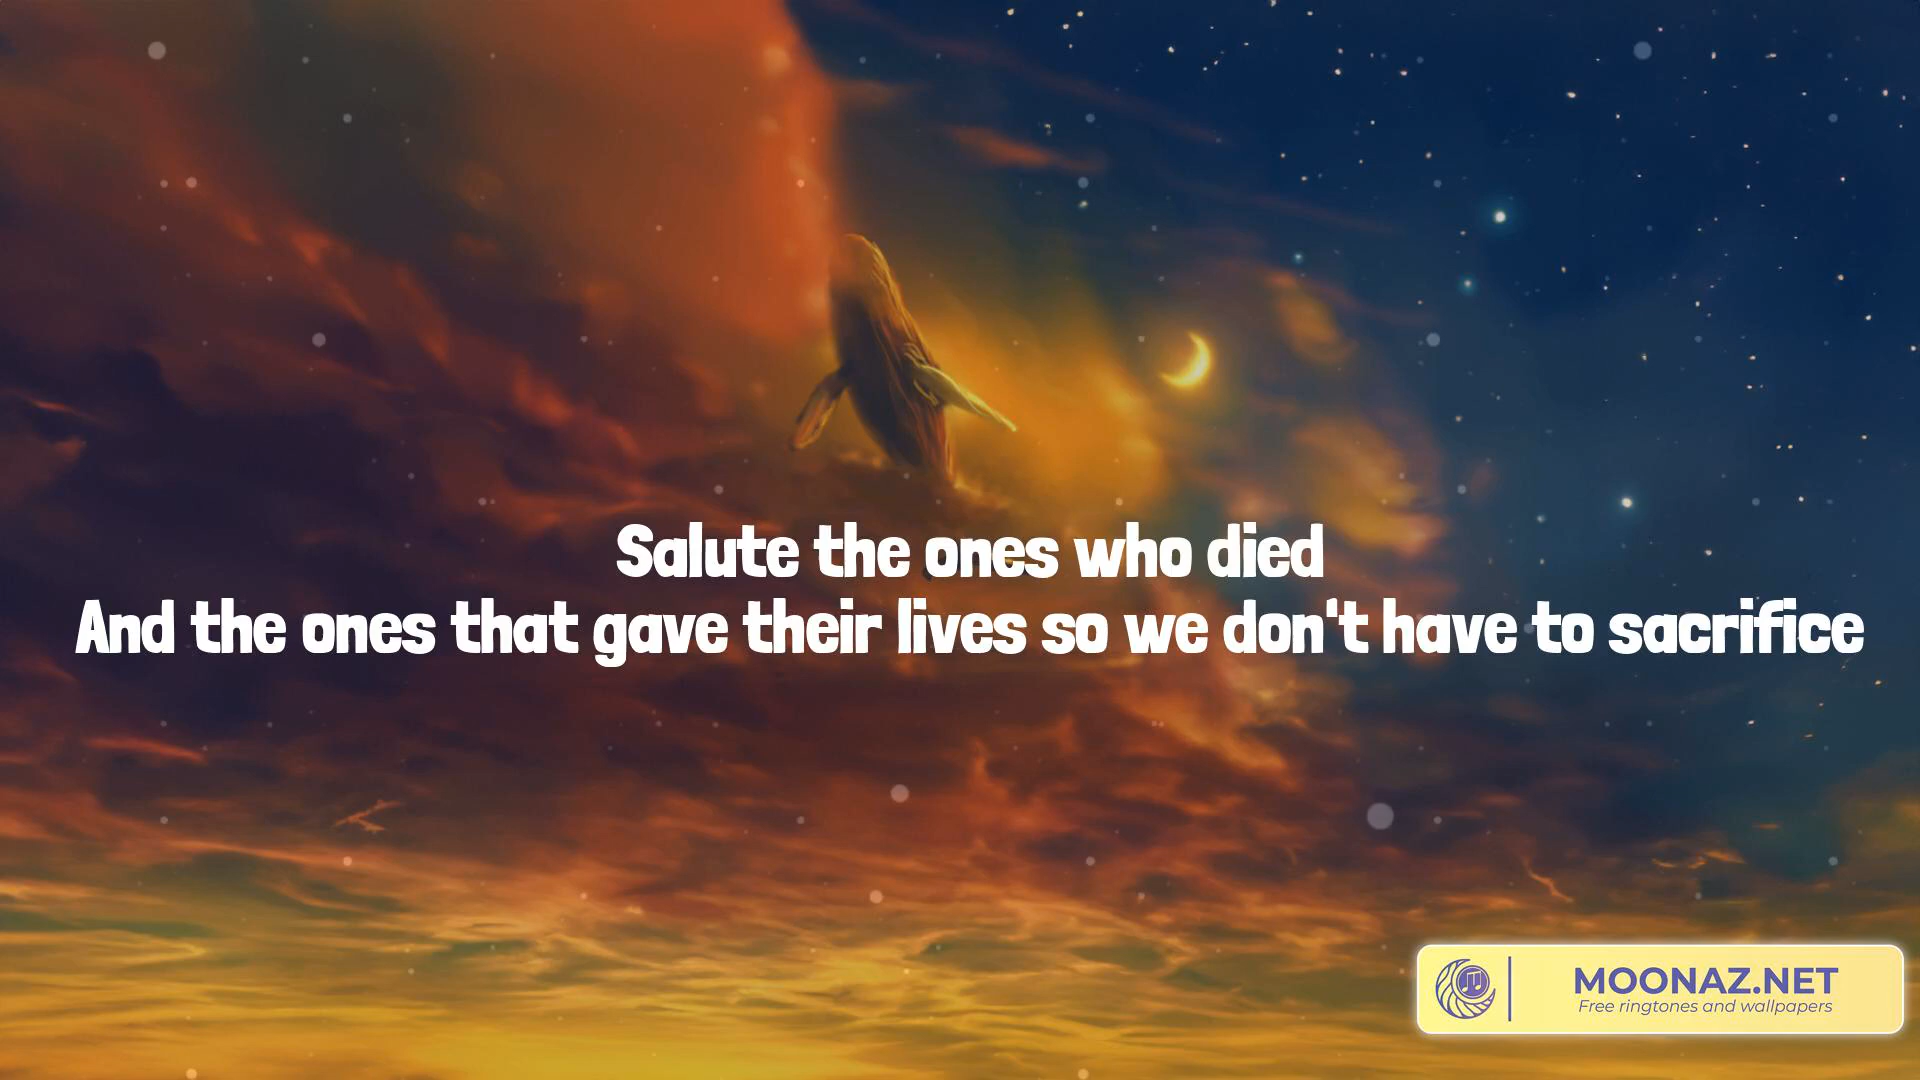 Salute the ones who died
And the ones that gave their lives so we don't have to sacrifice
MOONAZ.NET
Free ringtones and wallpapers